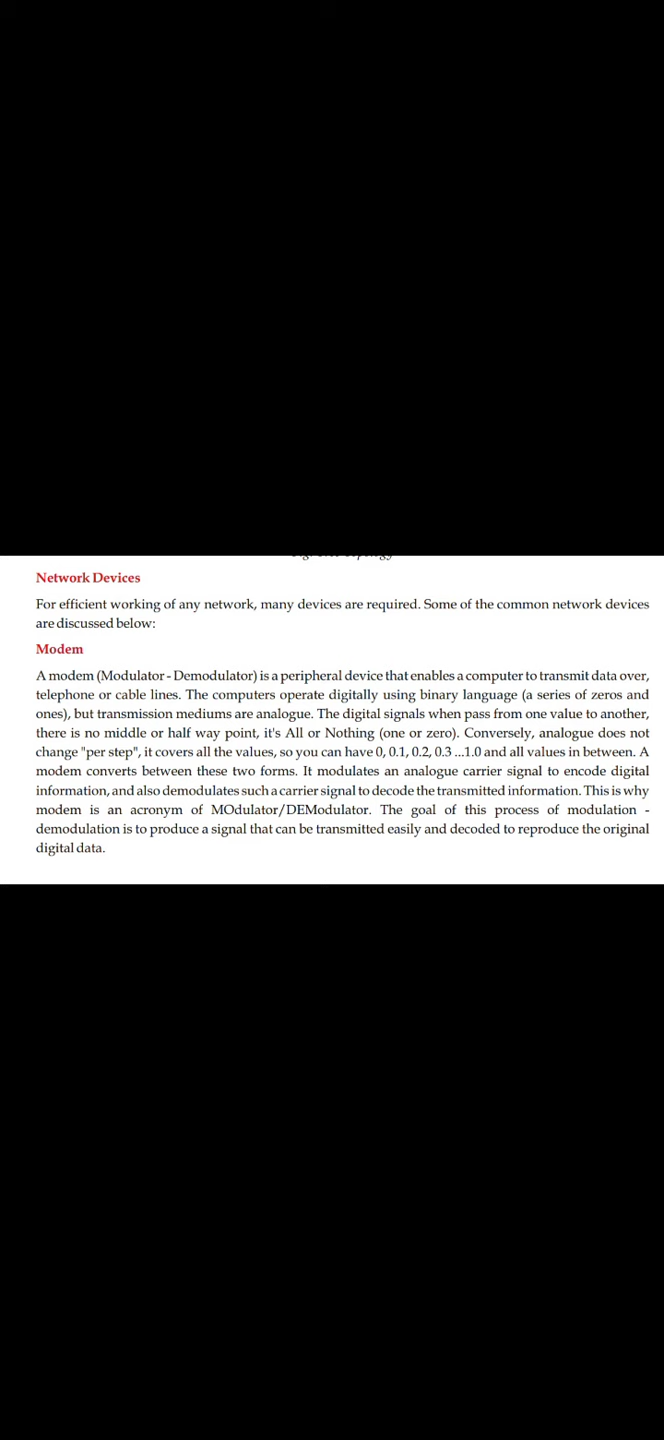 Network Devices
For efficient working of any network, many devices are required. Some of the common network devices
are discussed below:
Modem
A modem (Modulator - Demodulator) is a peripheral device that enables a computer to transmit data over,
telephone or cable lines. The computers operate digitally using binary language (a series of zeros and
ones), but transmission mediums are analogue. The digital signals when pass from one value to another,
there is no middle or half way point, it's All or Nothing (one or zero). Conversely, analogue does not
change "per step", it covers all the values, so you can have 0, 0.1, 0.2, 0.3 ...1.0 and all values in between. A
modem converts between these two forms. It modulates an analogue carrier signal to encode digital
information, and also demodulates such a carrier signal to decode the transmitted information. This is why
modem is an acronym of MOdulator/DEModulator. The goal of this process of modulation -
demodulation is to produce a signal that can be transmitted easily and decoded to reproduce the original
digital data.